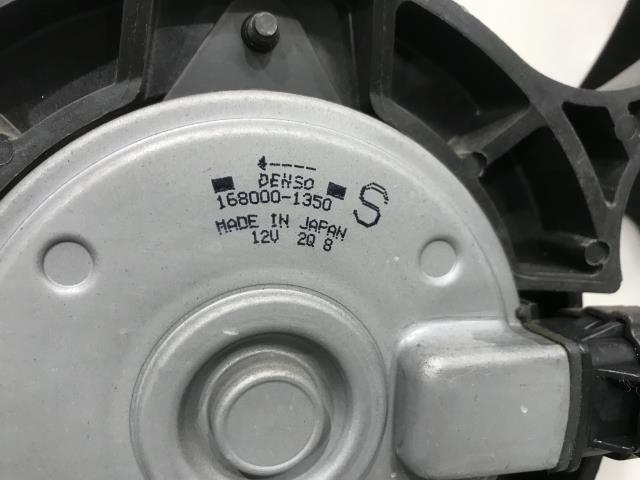 DENSO
168000-1350
S
MADE IN JAPAN
12V 2Q 8